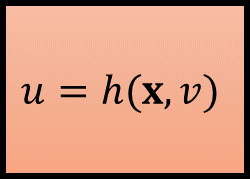 u = h(𝐱, v)